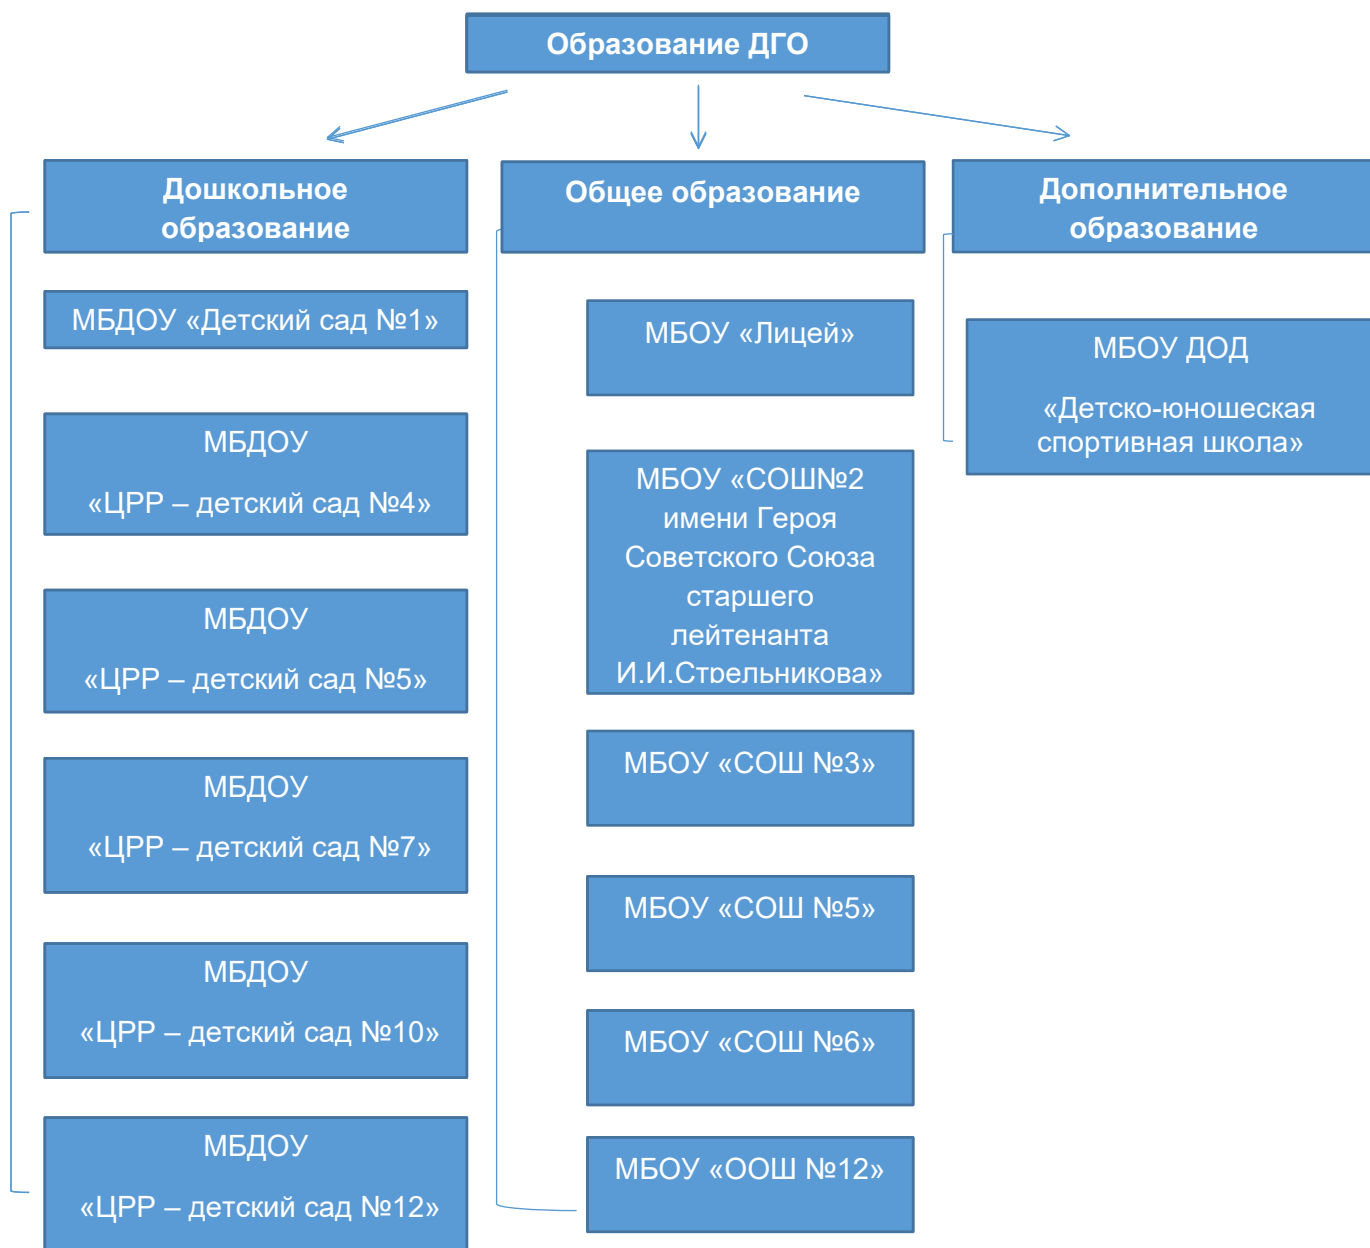 Образование ДГО
Дошкольное
образование
МБДОУ «Детский сад №1»
МБДОУ
«ЦРР – детский сад №4»
МБДОУ
«ЦРР – детский сад №5»
МБДОУ
«ЦРР – детский сад №7»
МБДОУ
«ЦРР – детский сад №10»
МБДОУ
«ЦРР – детский сад №12»
Общее образование
МБОУ «Лицей»
МБОУ «СОШ№2
имени Героя
Советского Союза
старшего
лейтенанта
И.И.Стрельникова»
МБОУ «СОШ №3»
МБОУ «СОШ №5»
МБОУ «СОШ №6»
МБОУ «ООШ №12»
Дополнительное
образование
МБОУ ДОД
«Детско-юношеская
спортивная школа»